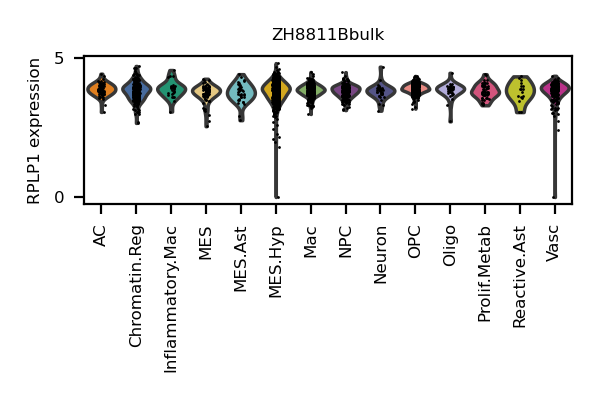 ZH8811Bbulk
RPLP1 expression
5
0
AC
Chromatin.Reg
Inflammatory.Mac
MES
MES.Ast
MES.Hyp
Mac
NPC
Neuron
OPC
Oligo
Prolif.Metab
Reactive.Ast
Vasc